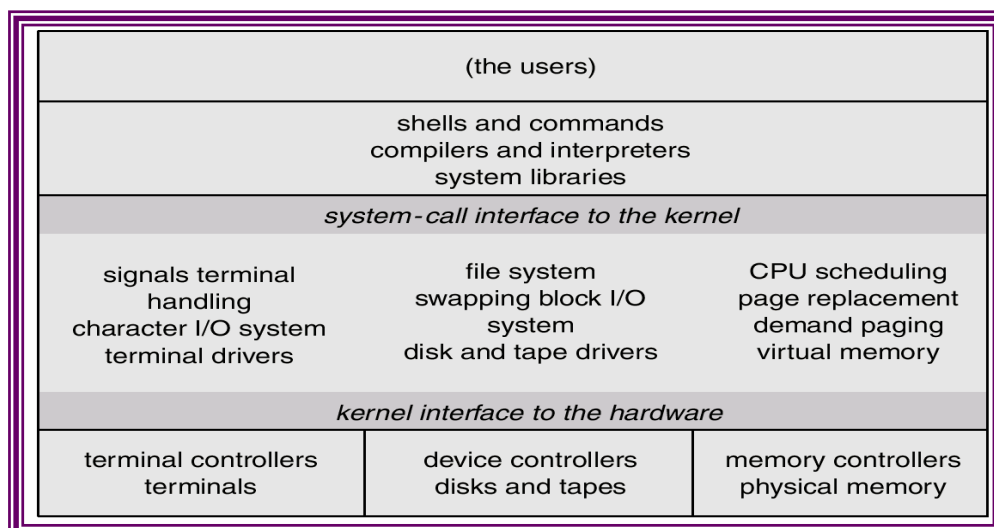 (the users)
shells and commands
compilers and interpreters
system libraries
system-call interface to the kernel
signals terminal
handling
character I/O system
terminal drivers
file system
swapping block I/O
system
disk and tape drivers
CPU scheduling
page replacement
demand paging
virtual memory
kernel interface to the hardware
terminal controllers
terminals
device controllers
disks and tapes
memory controllers
physical memory